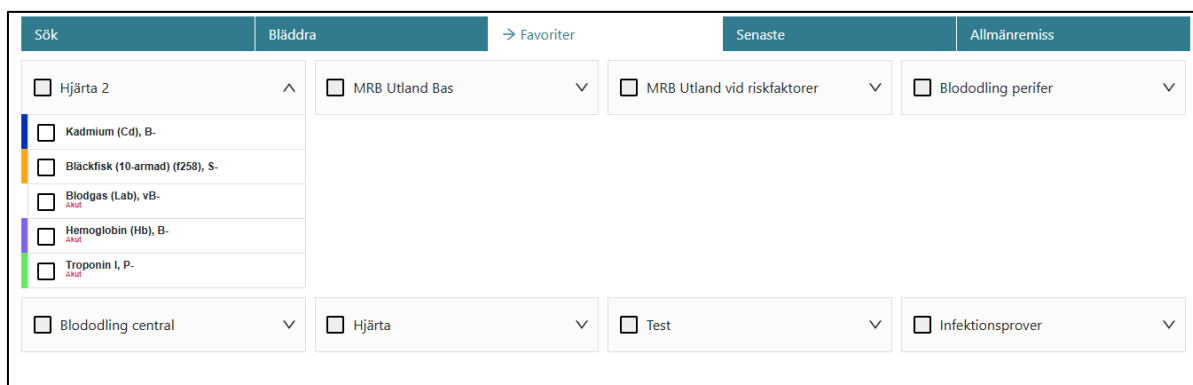 Sök Bläddra → Favoriter Senaste Allmänremiss
Hjärta 2 MRB Utland Bas MRB Utland vid riskfaktorer Blododling perifer
Kadmium (Cd), B-
Bläckfisk (10-armad) (f258), S-
Blodgas (Lab), vB-
Akut
Hemoglobin (Hb), B-
Akut
Troponin I, P-
Akut
Blododling central Hjärta Test Infektionsprover